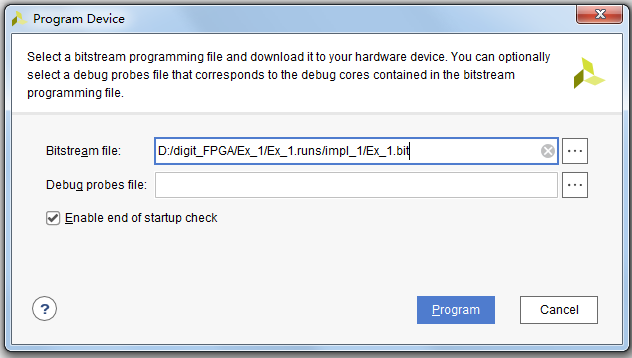 Program Device
Select a bitstream programming file and download it to your hardware device. You can optionally
select a debug probes file that corresponds to the debug cores contained in the bitstream
programming file.
Bitstream file: D:/digit_FPGA/Ex_1/Ex_1.runs/impl_1/Ex_1.bit ...
Debug probes file: ...
Enable end of startup check
? Program Cancel